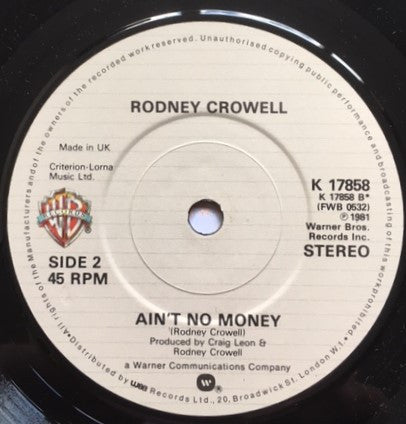 of the Manufacturers and of the owners of the recorded work reserved. Unauthorised copying public performance and broadcasting of this work prohibited.
RODNEY CROWELL
Made in UK
Criterion-Lorna
Music Ltd.
K 17858
K 17858 B*
(FWB 0532)
℗ 1981
Warner Bros.
Records Inc.
STEREO
WB
RECORDS
SIDE 2
45 RPM
AIN'T NO MONEY
(Rodney Crowell)
Produced by Craig Leon &
Rodney Crowell
a Warner Communications Company
®
All rights • Distributed by wea Records Ltd., 20, Broadwick St. London W.1. •